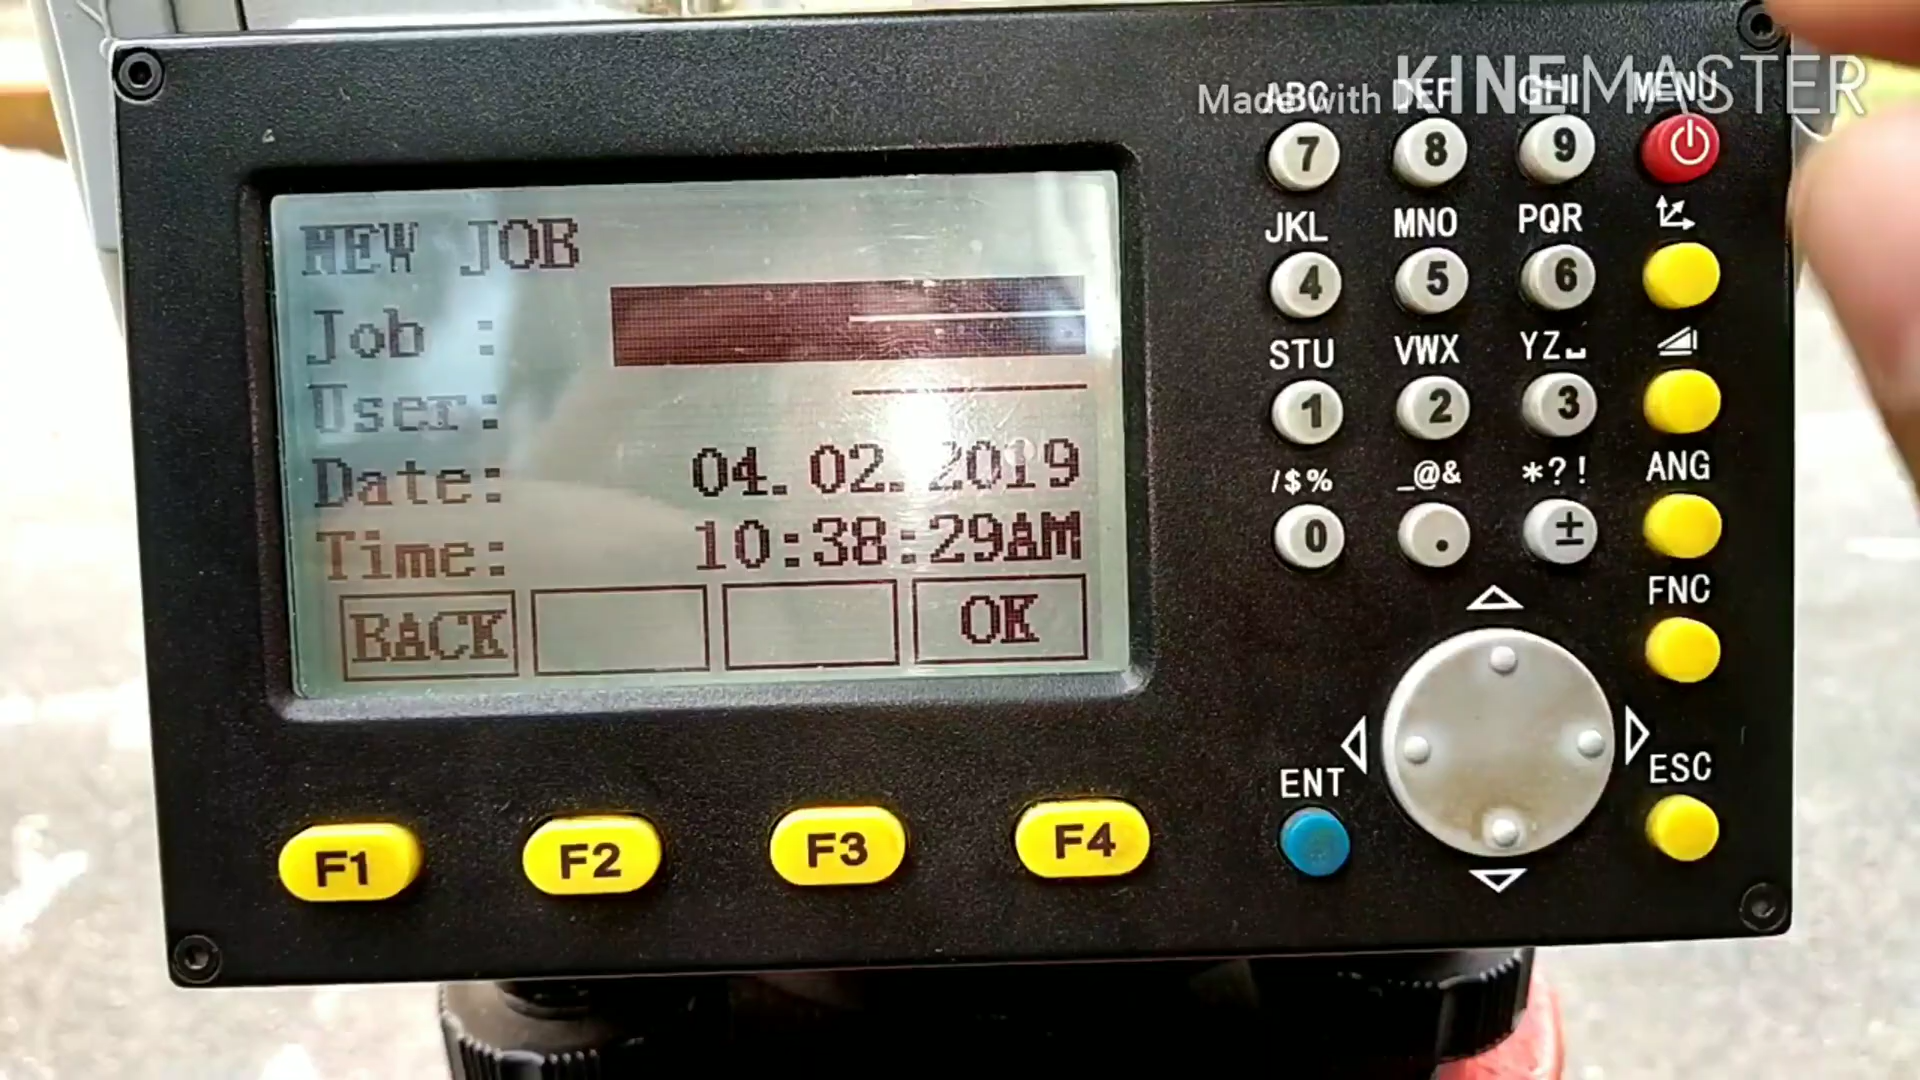 Made with KINEMASTER
NEW JOB
Job :
User:
Date: 04.02.2019
Time: 10:38:29AM
BACK OK
F1 F2 F3 F4
ABC DEF GHI MENU
7 8 9
JKL MNO PQR
4 5 6
STU VWX YZ␣
1 2 3
/$% _@& *?! ANG
0 . ±
FNC
ENT ESC